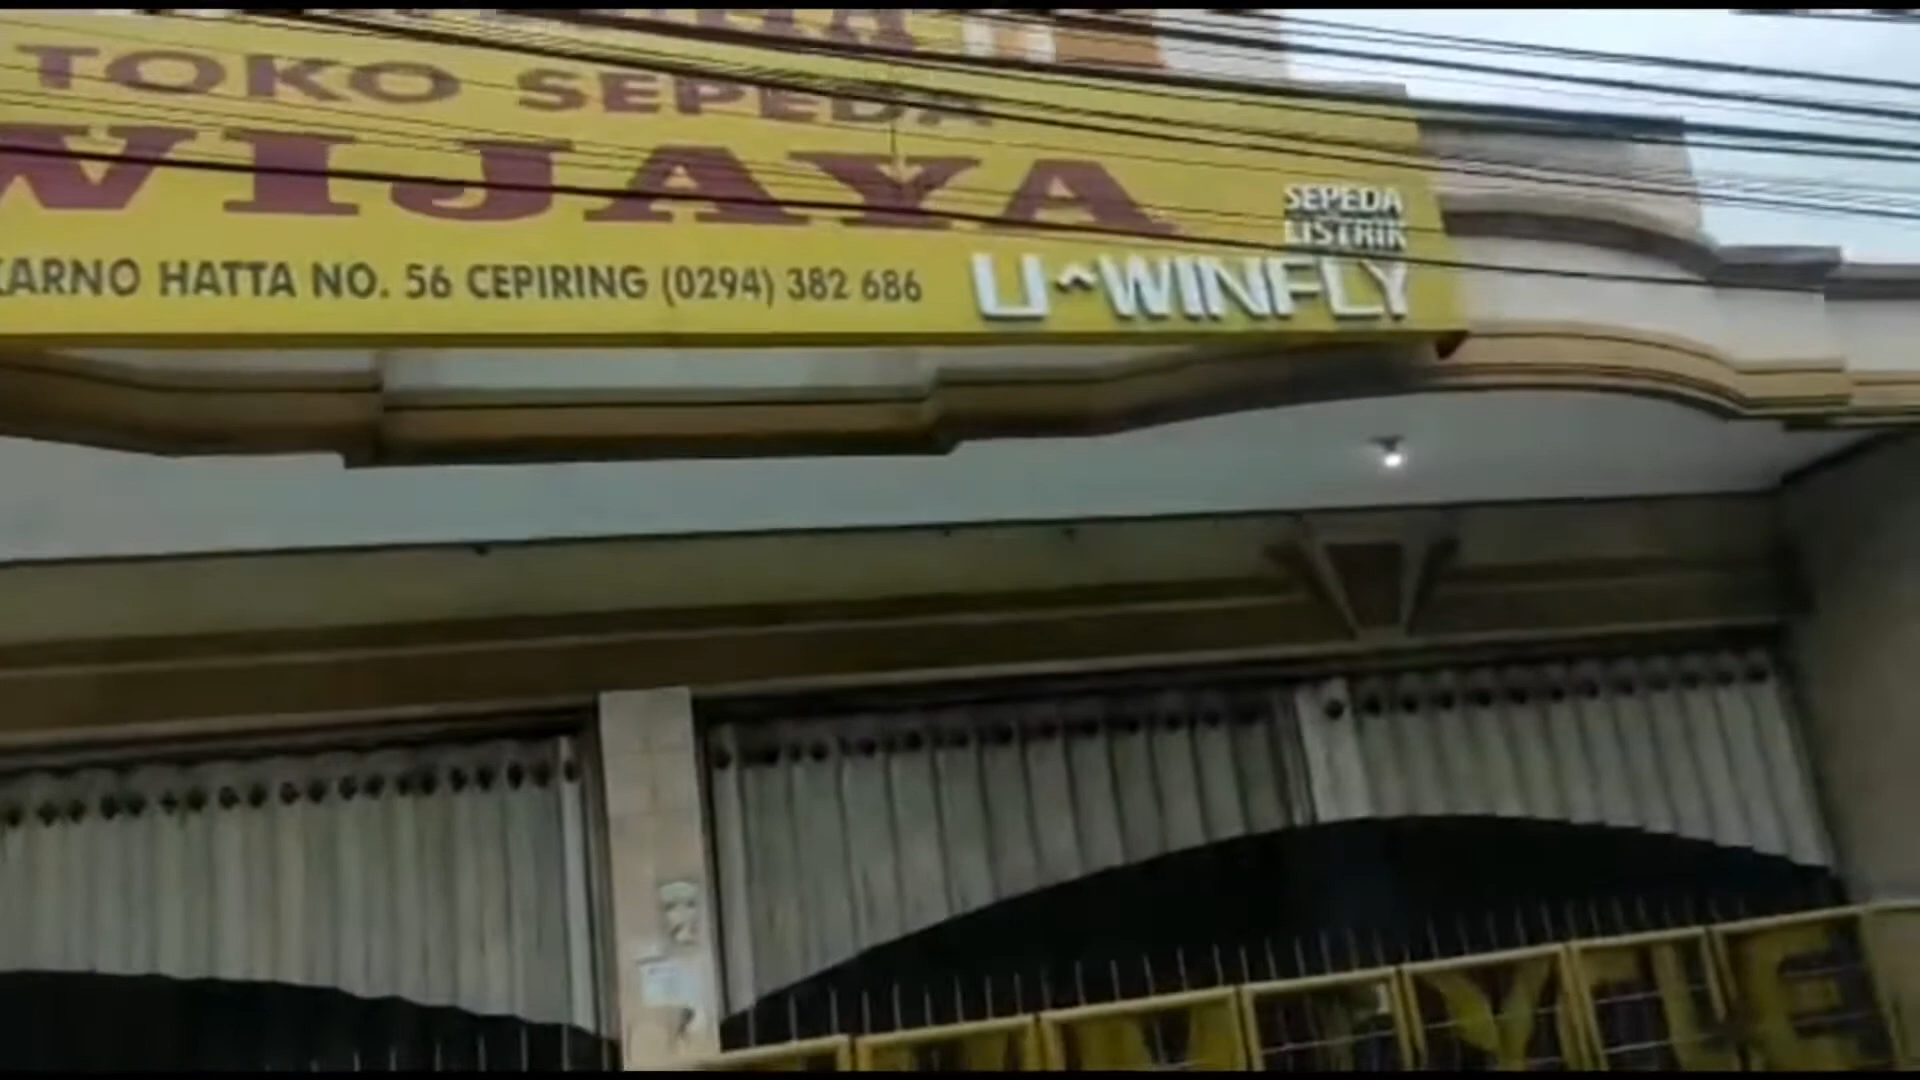 TOKO SEPEDA
WIJAYA
KARNO HATTA NO. 56 CEPIRING (0294) 382 686
SEPEDA
LISTRIK
U-WINFLY